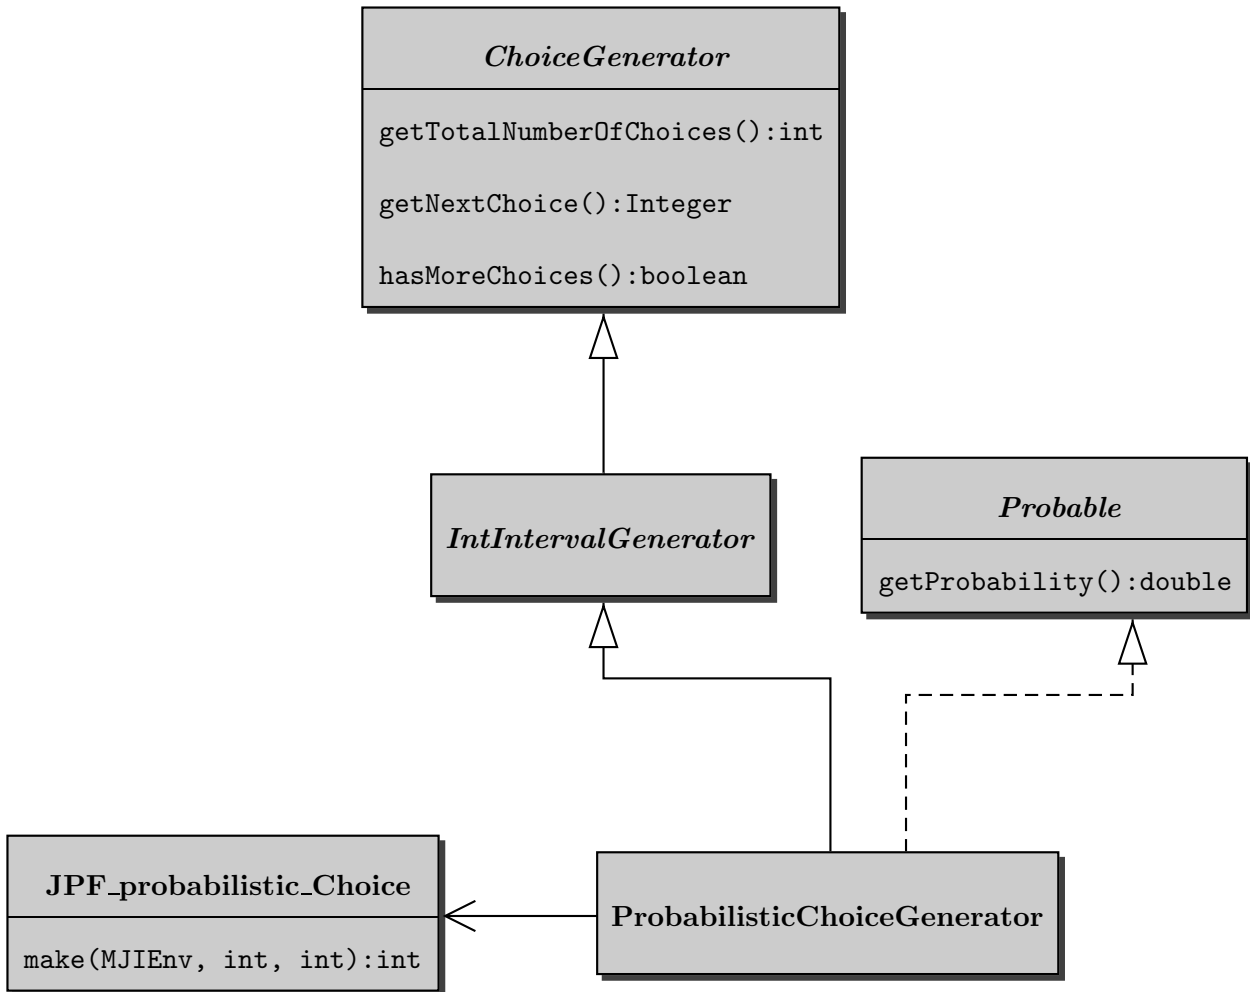 ChoiceGenerator
getTotalNumberOfChoices():int
getNextChoice():Integer
hasMoreChoices():boolean
IntIntervalGenerator
Probable
getProbability():double
JPF_probabilistic_Choice
make(MJIEnv, int, int):int
ProbabilisticChoiceGenerator